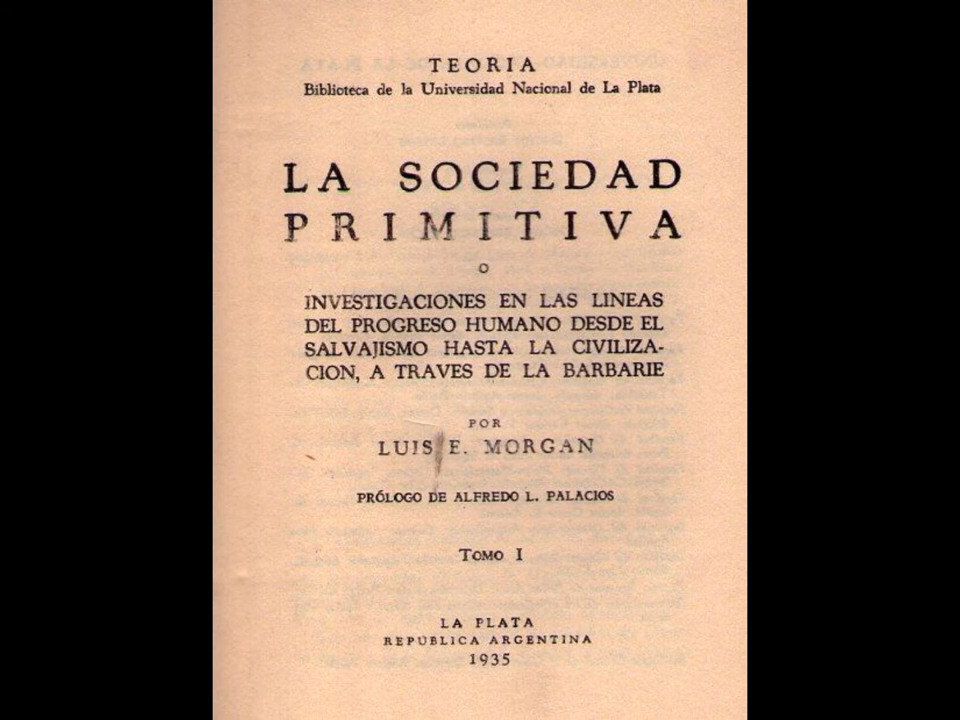 TEORIA
Biblioteca de la Universidad Nacional de La Plata
LA SOCIEDAD
PRIMITIVA
O
INVESTIGACIONES EN LAS LINEAS
DEL PROGRESO HUMANO DESDE EL
SALVAJISMO HASTA LA CIVILIZA-
CION, A TRAVES DE LA BARBARIE
POR
LUIS E. MORGAN
PRÓLOGO DE ALFREDO L. PALACIOS
TOMO I
LA PLATA
REPÚBLICA ARGENTINA
1935